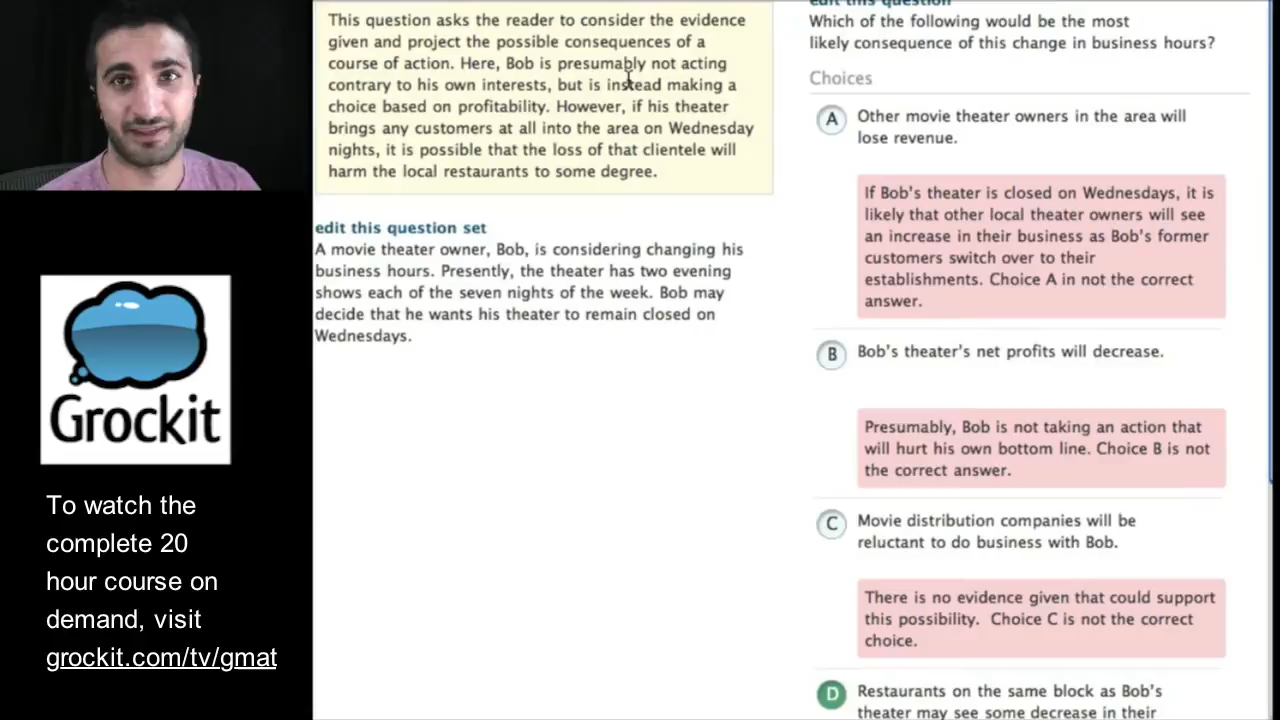 This question asks the reader to consider the evidence
given and project the possible consequences of a
course of action. Here, Bob is presumably not acting
contrary to his own interests, but is instead making a
choice based on profitability. However, if his theater
brings any customers at all into the area on Wednesday
nights, it is possible that the loss of that clientele will
harm the local restaurants to some degree.
edit this question set
A movie theater owner, Bob, is considering changing his
business hours. Presently, the theater has two evening
shows each of the seven nights of the week. Bob may
decide that he wants his theater to remain closed on
Wednesdays.
Grockit
To watch the
complete 20
hour course on
demand, visit
grockit.com/tv/gmat
edit this question
Which of the following would be the most
likely consequence of this change in business hours?
Choices
A Other movie theater owners in the area will
lose revenue.
If Bob's theater is closed on Wednesdays, it is
likely that other local theater owners will see
an increase in their business as Bob's former
customers switch over to their
establishments. Choice A in not the correct
answer.
B Bob's theater's net profits will decrease.
Presumably, Bob is not taking an action that
will hurt his own bottom line. Choice B is not
the correct answer.
C Movie distribution companies will be
reluctant to do business with Bob.
There is no evidence given that could support
this possibility. Choice C is not the correct
choice.
D Restaurants on the same block as Bob's
theater may see some decrease in their